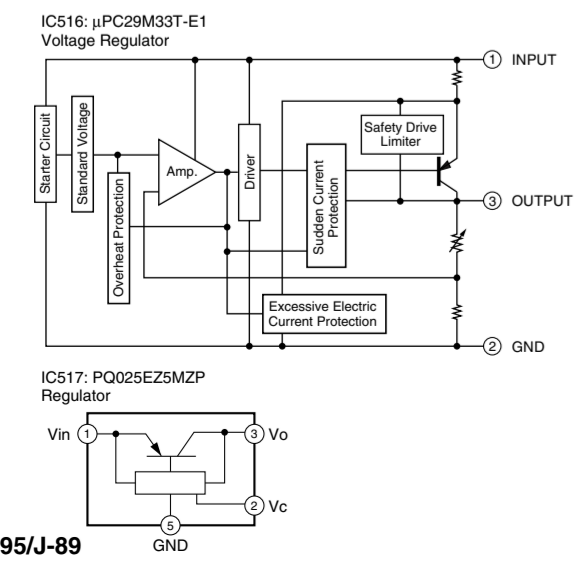 IC516: µPC29M33T-E1
Voltage Regulator
1 INPUT
Starter Circuit
Standard Voltage
Overheat Protection
Amp.
Driver
Sudden Current
Protection
Safety Drive
Limiter
3 OUTPUT
Excessive Electric
Current Protection
2 GND
IC517: PQ025EZ5MZP
Regulator
Vin 1
3 Vo
2 Vc
5
GND
95/J-89